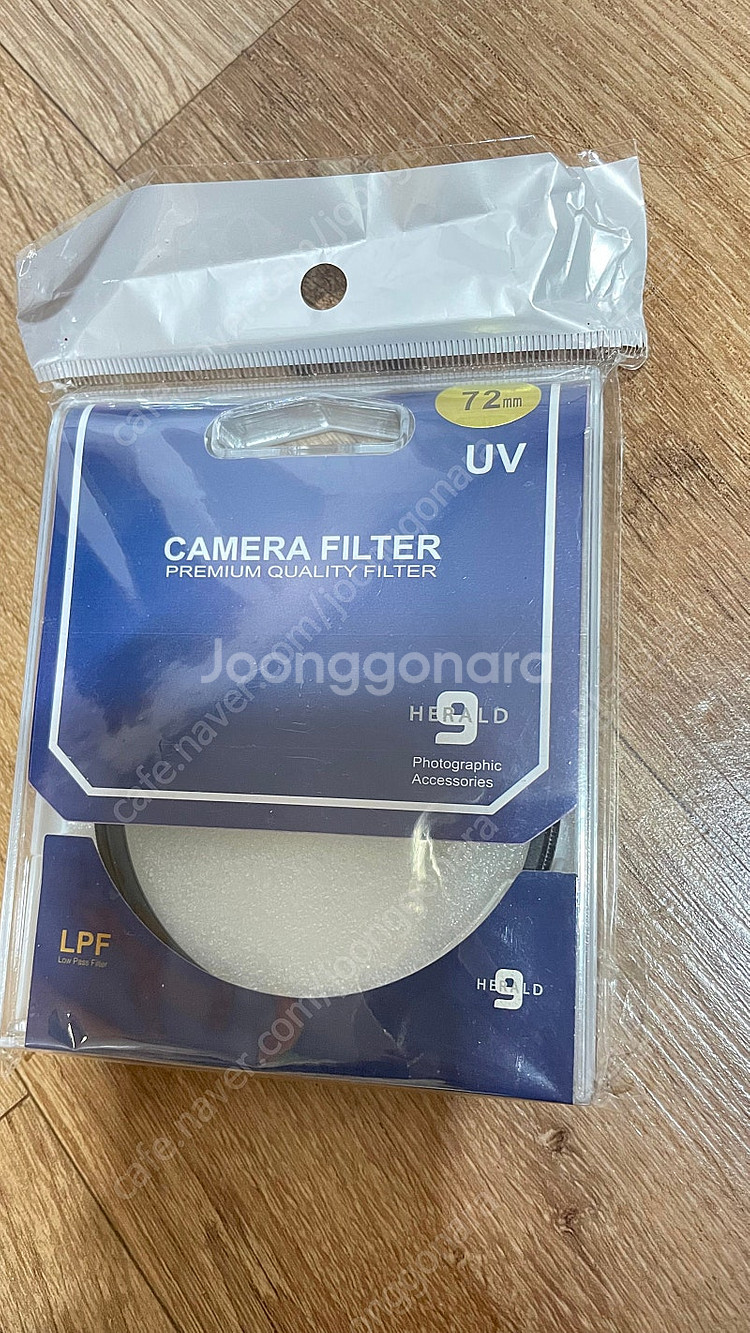 72mm
UV
CAMERA FILTER
PREMIUM QUALITY FILTER
Joonggonara
HERALD
9
Photographic
Accessories
LPF
Low Pass Filter
HERALD
9
cafe.naver.com/joonggonara